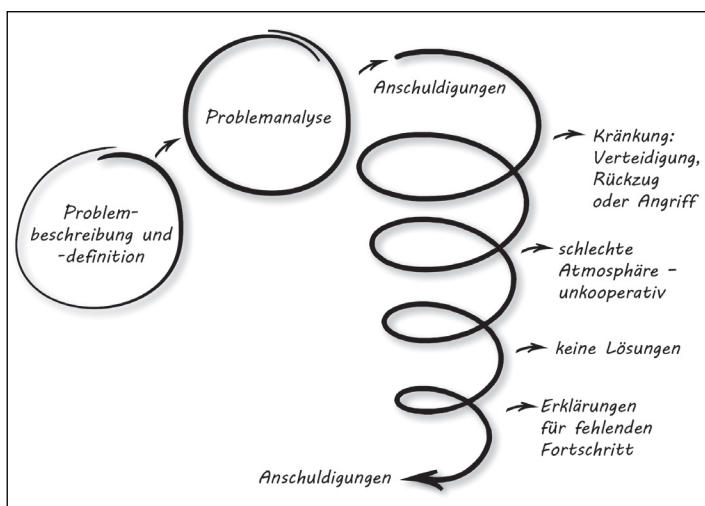 Problem-
beschreibung und
-definition
Problemanalyse
Anschuldigungen
Kränkung:
Verteidigung,
Rückzug
oder Angriff
schlechte
Atmosphäre –
unkooperativ
keine Lösungen
Erklärungen
für fehlenden
Fortschritt
Anschuldigungen